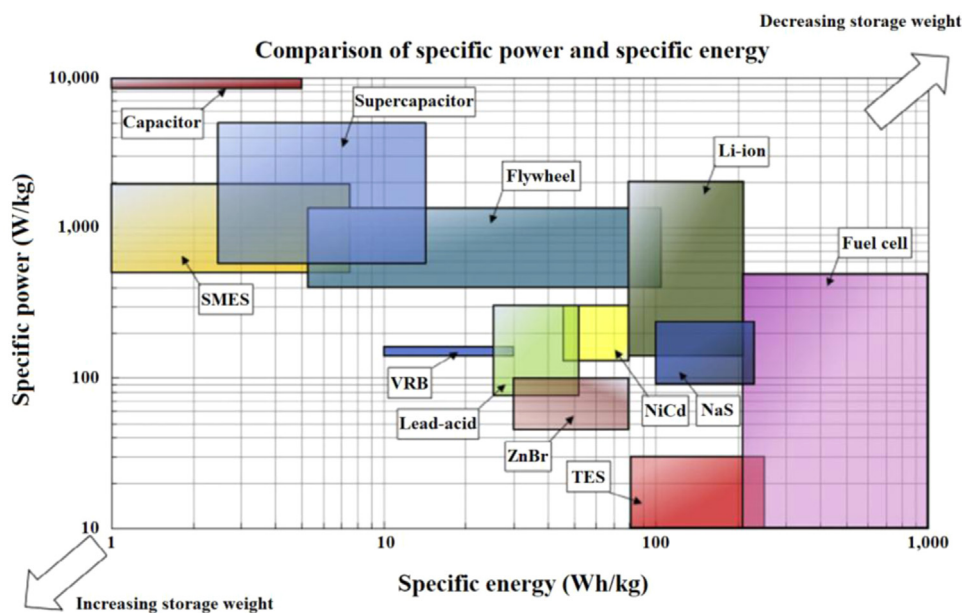 Decreasing storage weight
Comparison of specific power and specific energy
10,000
Supercapacitor
Capacitor
Li-ion
Flywheel
1,000
Fuel cell
SMES
Specific power (W/kg)
100
VRB
NiCd
NaS
Lead-acid
ZnBr
TES
10
1
10
100
1,000
Specific energy (Wh/kg)
Increasing storage weight